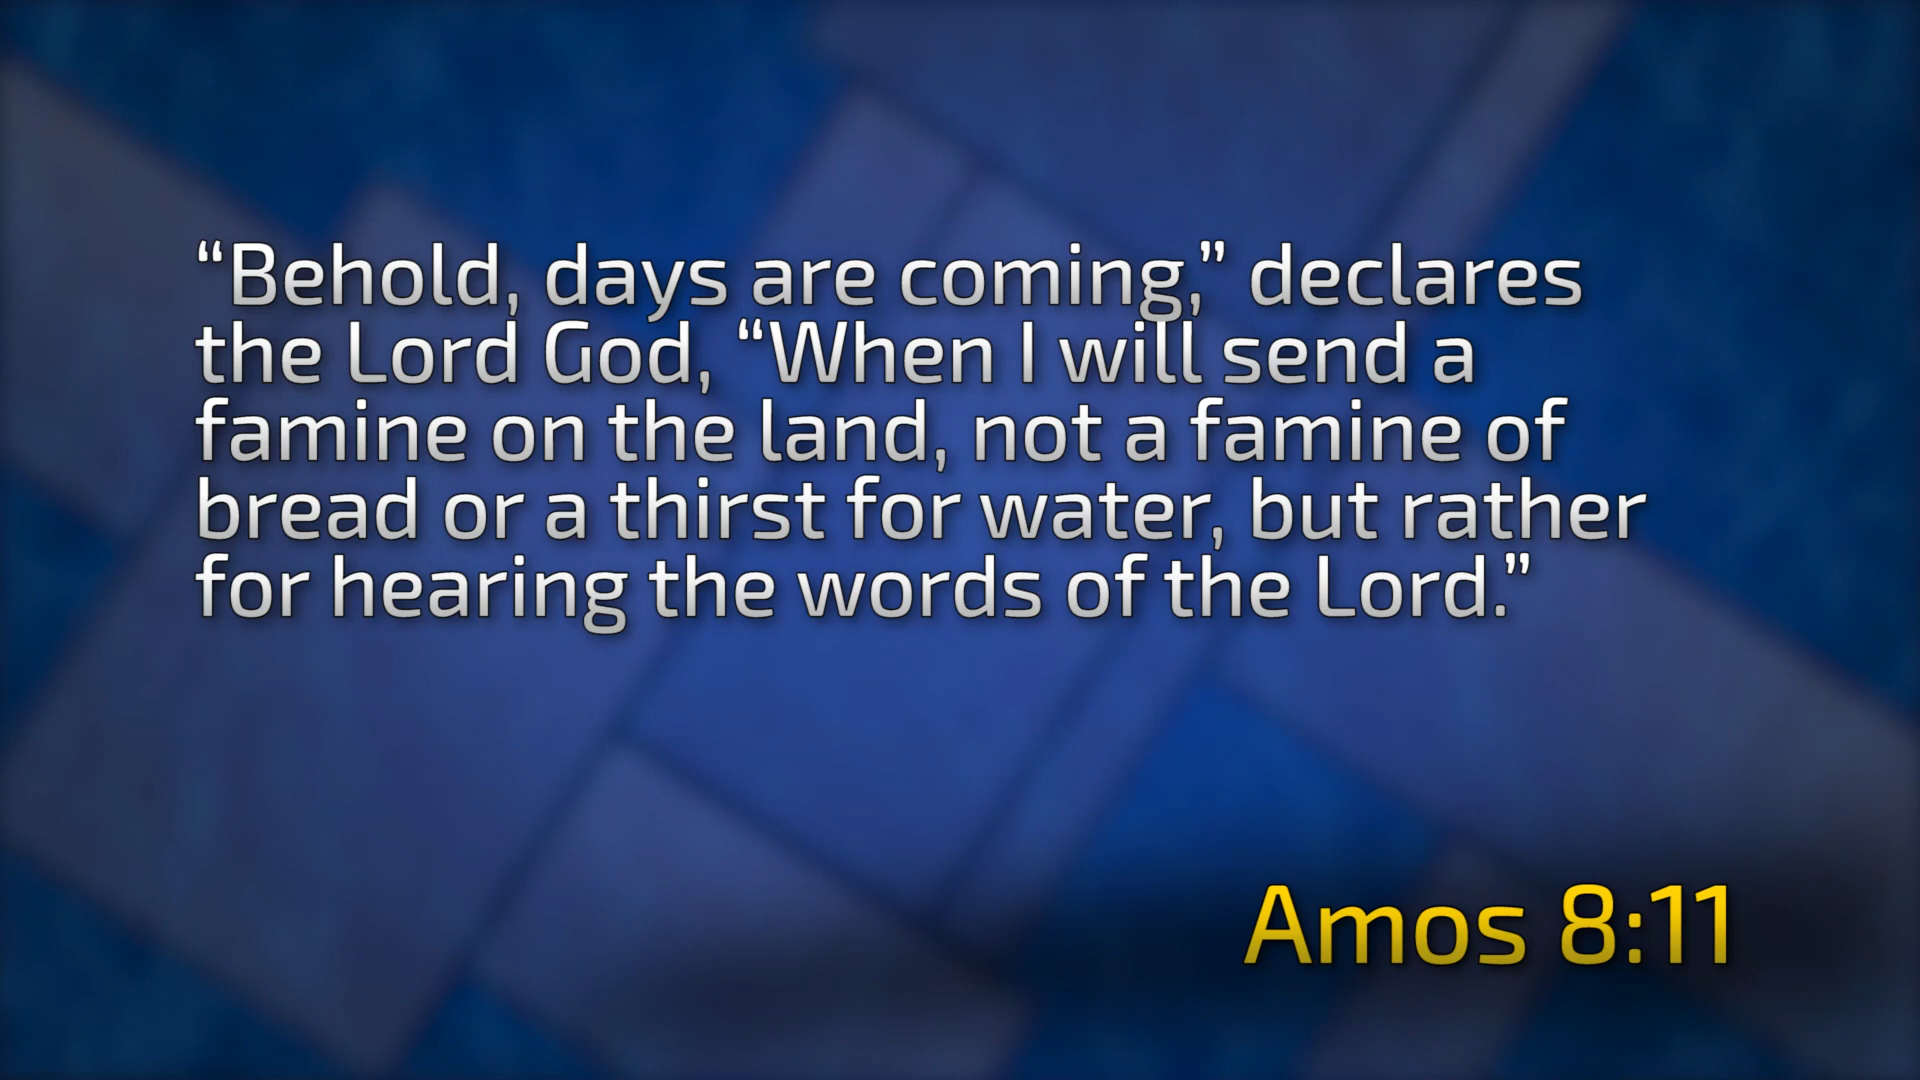 “Behold, days are coming,” declares
the Lord God, “When I will send a
famine on the land, not a famine of
bread or a thirst for water, but rather
for hearing the words of the Lord.”
Amos 8:11